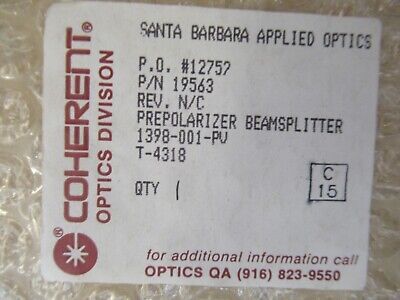 COHERENT®
OPTICS DIVISION
SANTA BARBARA APPLIED OPTICS
P.O. #12757
P/N 19563
REV. N/C
PREPOLARIZER BEAMSPLITTER
1398-001-PV
T-4318
QTY 1
C
15
for additional information call
OPTICS QA (916) 823-9550
®